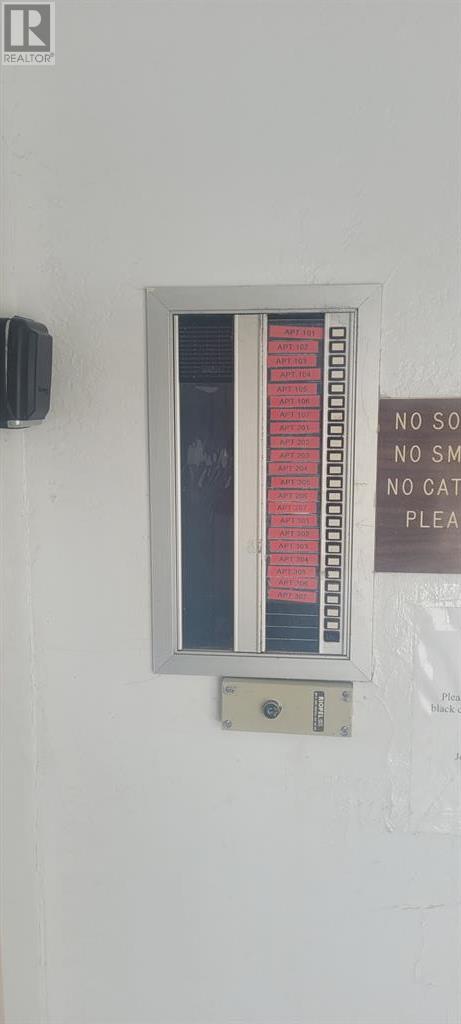 REALTOR®
APT 101
APT 102
APT 103
APT 104
APT 105
APT 106
APT 107
APT 201
APT 202
APT 203
APT 204
APT 205
APT 206
APT 207
APT 301
APT 302
APT 303
APT 304
APT 305
APT 306
APT 307
NO SO
NO SM
NO CAT
PLEA
Plea
black c